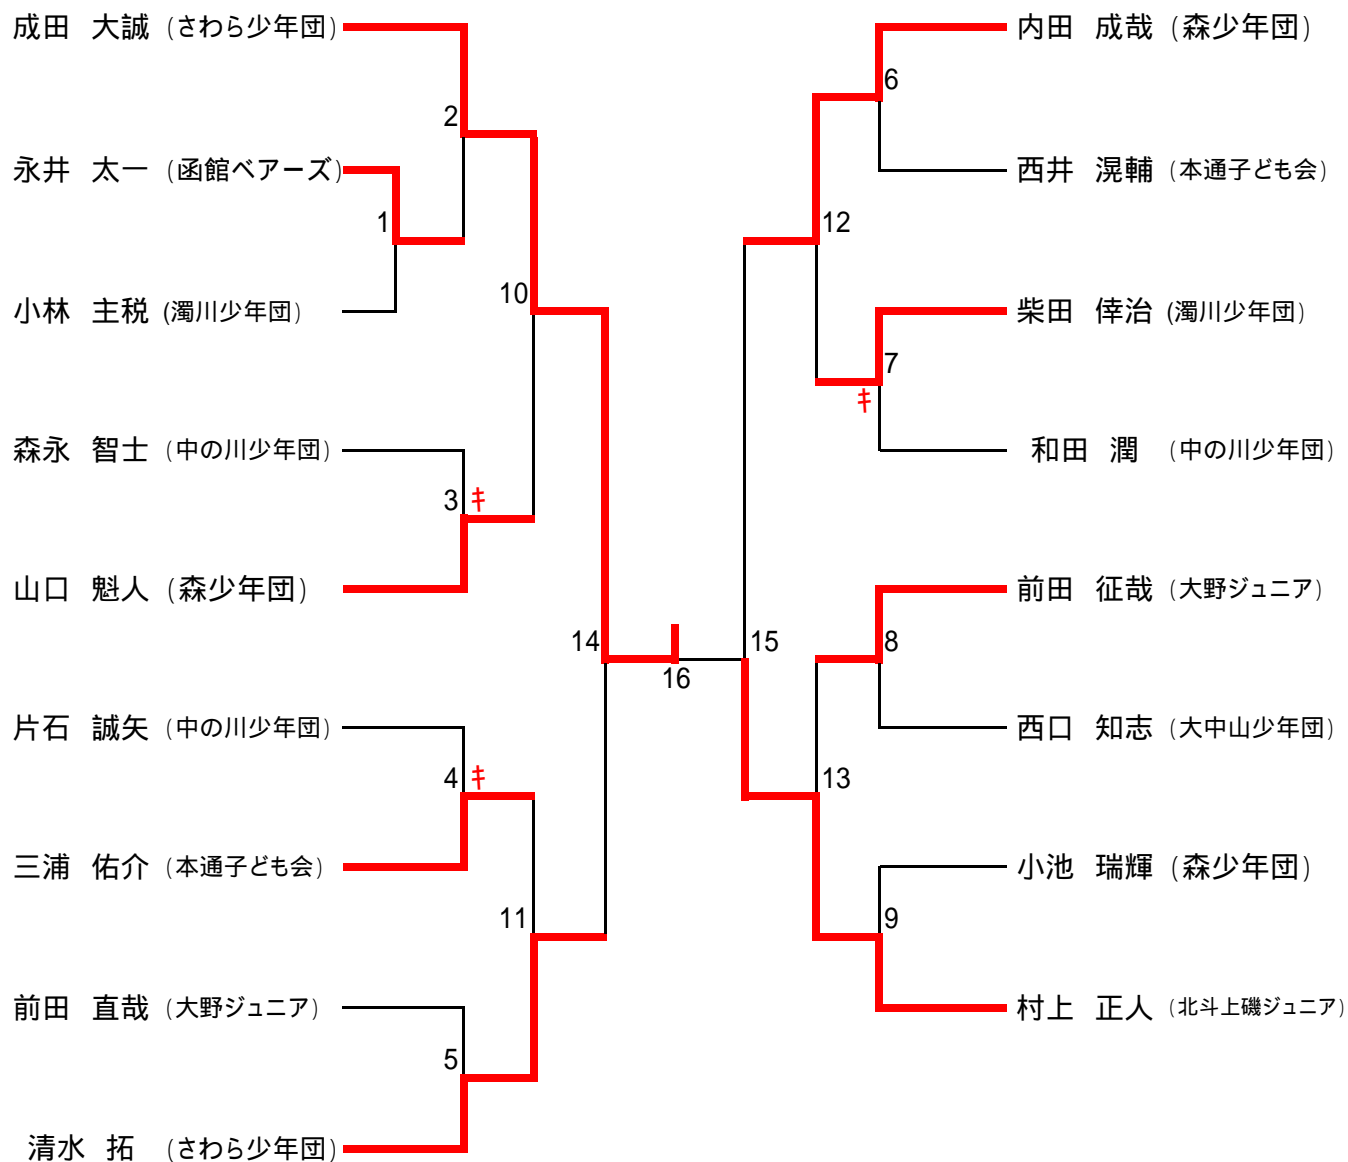 成田 大誠 (さわら少年団)
2
永井 太一 (函館ベアーズ)
1
小林 主税 (濁川少年団)
10
森永 智士 (中の川少年団)
3 キ
山口 魁人 (森少年団)
14
片石 誠矢 (中の川少年団)
4 キ
三浦 佑介 (本通子ども会)
11
前田 直哉 (大野ジュニア)
5
清水 拓 (さわら少年団)
16
内田 成哉 (森少年団)
6
西井 滉輔 (本通子ども会)
12
柴田 倖治 (濁川少年団)
7
キ
和田 潤 (中の川少年団)
15
前田 征哉 (大野ジュニア)
8
西口 知志 (大中山少年団)
13
小池 瑞輝 (森少年団)
9
村上 正人 (北斗上磯ジュニア)